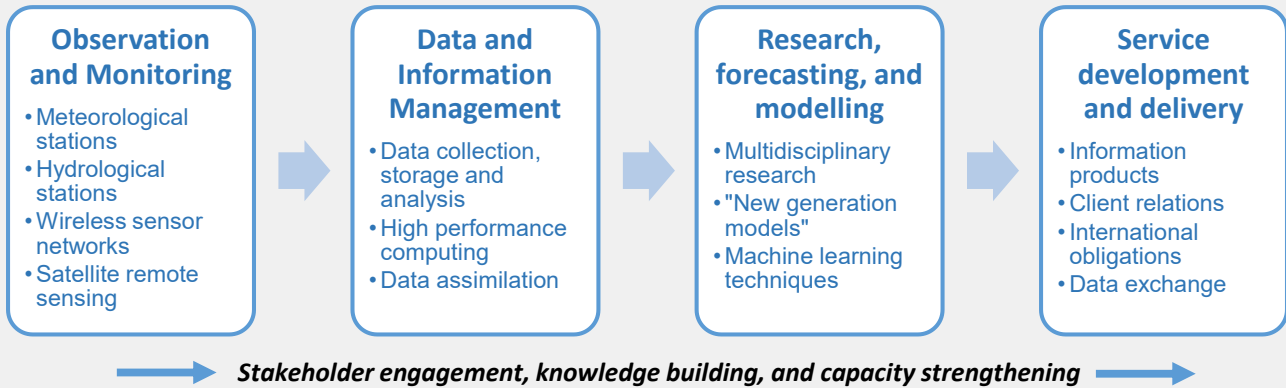 Observation
and Monitoring
• Meteorological
stations
• Hydrological
stations
• Wireless sensor
networks
• Satellite remote
sensing
Data and
Information
Management
• Data collection,
storage and
analysis
• High performance
computing
• Data assimilation
Research,
forecasting, and
modelling
• Multidisciplinary
research
• "New generation
models"
• Machine learning
techniques
Service
development
and delivery
• Information
products
• Client relations
• International
obligations
• Data exchange
Stakeholder engagement, knowledge building, and capacity strengthening